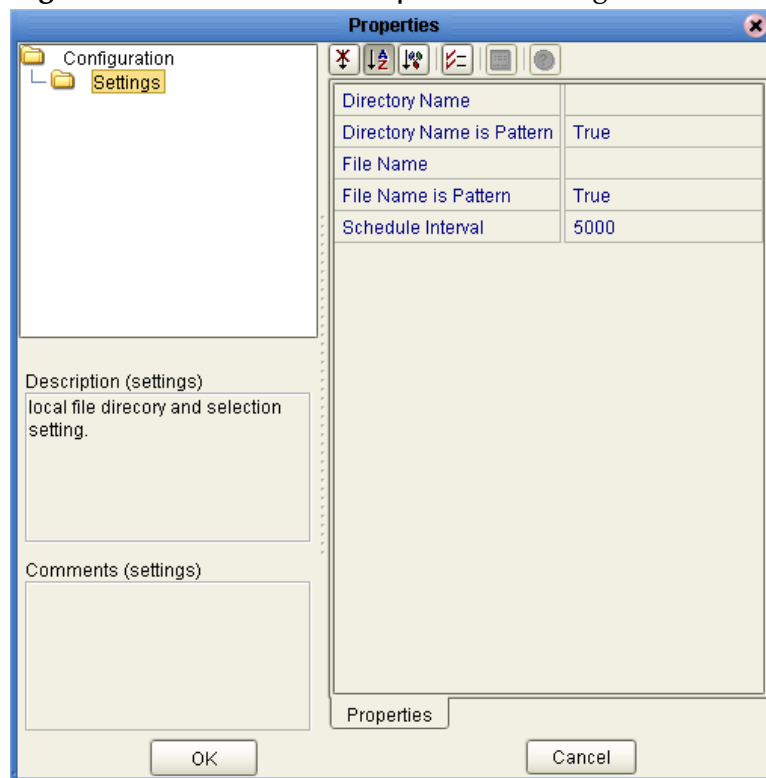 Properties
Configuration
Settings
Directory Name
Directory Name is Pattern True
File Name
File Name is Pattern True
Schedule Interval 5000
Description (settings)
local file direcory and selection
setting.
Comments (settings)
Properties
OK Cancel